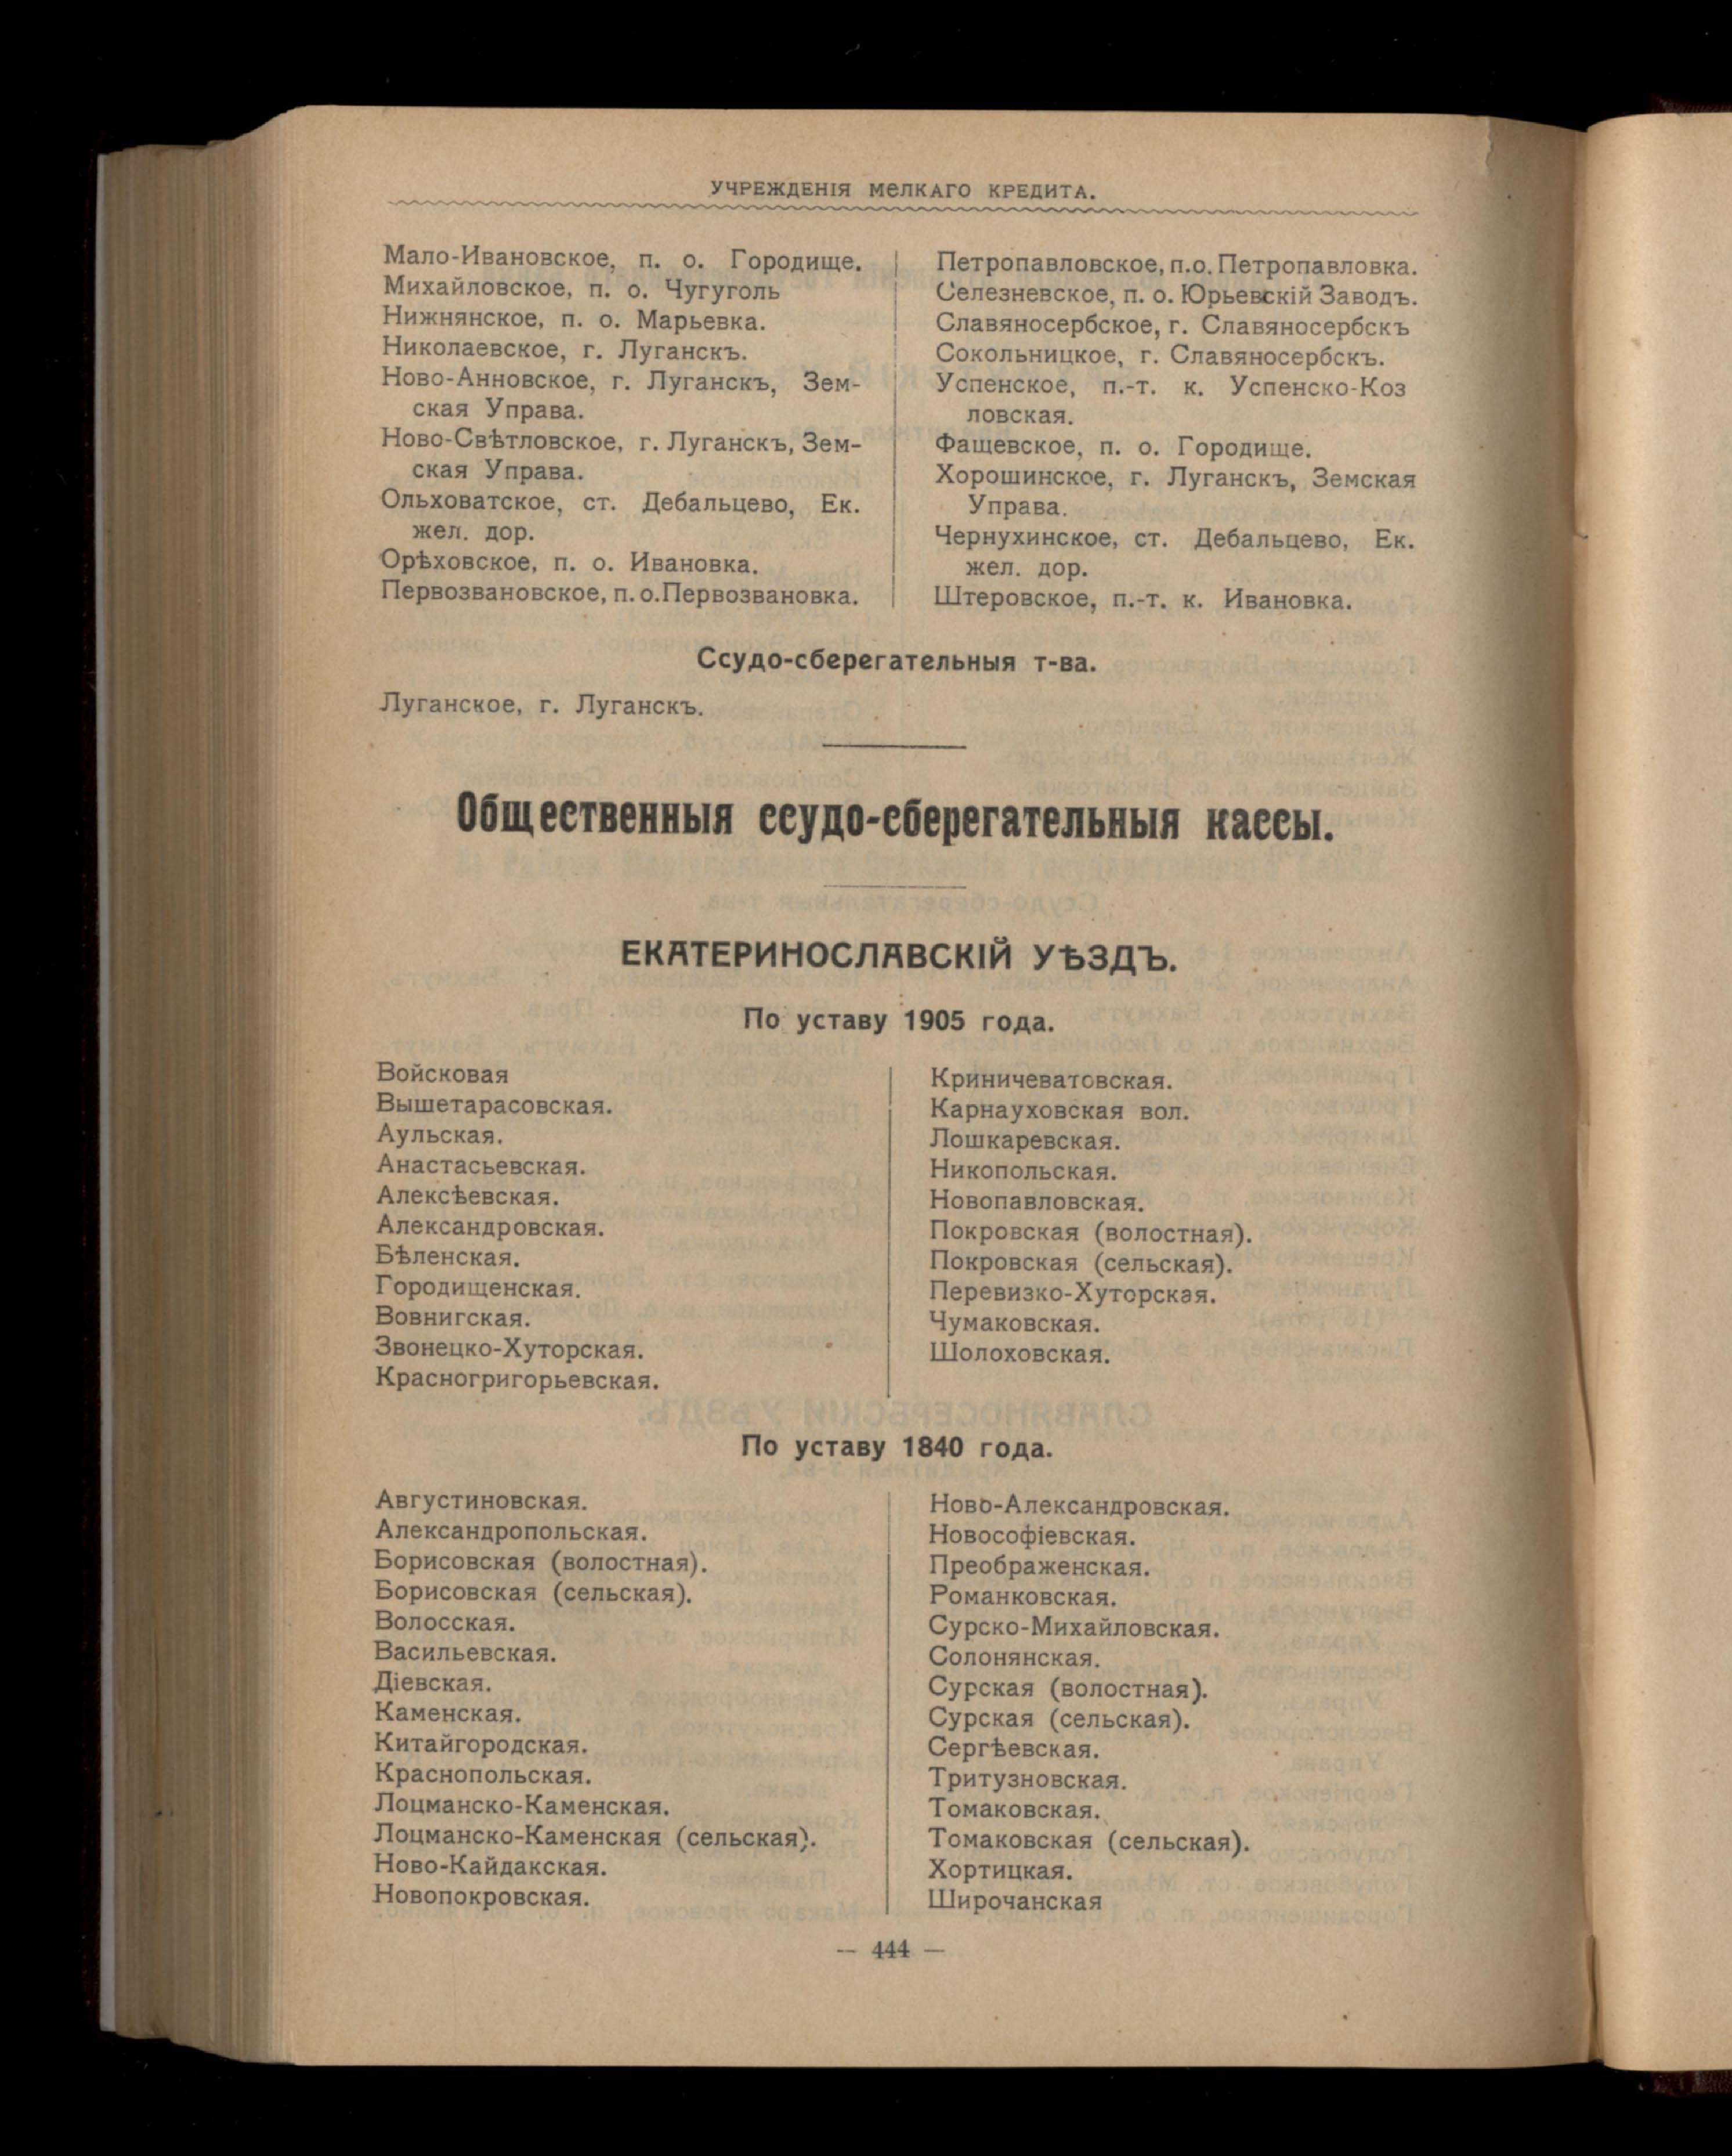 УЧРЕЖДЕНІЯ МЕЛКАГО КРЕДИТА.
Мало-Ивановское, п. о. Городище.
Михайловское, п. о. Чугуголь
Нижнянское, п. о. Марьевка.
Николаевское, г. Луганскъ.
Ново-Анновское, г. Луганскъ, Зем-
ская Управа.
Ново-Свѣтловское, г. Луганскъ, Зем-
ская Управа.
Ольховатское, ст. Дебальцево, Ек.
жел. дор.
Орѣховское, п. о. Ивановка.
Первозвановское, п. о. Первозвановка.
Петропавловское, п. о. Петропавловка.
Селезневское, п. о. Юрьевскій Заводъ.
Славяносербское, г. Славяносербскъ
Сокольницкое, г. Славяносербскъ.
Успенское, п.-т. к. Успенско-Коз
ловская.
Фащевское, п. о. Городище.
Хорошинское, г. Луганскъ, Земская
Управа.
Чернухинское, ст. Дебальцево, Ек.
жел. дор.
Штеровское, п.-т. к. Ивановка.
Ссудо-сберегательныя т-ва.
Луганское, г. Луганскъ.
Общественныя ссудо-сберегательныя кассы.
ЕКАТЕРИНОСЛАВСКІЙ УѢЗДЪ.
По уставу 1905 года.
Войсковая
Вышетарасовская.
Аульская.
Анастасьевская.
Алексѣевская.
Александровская.
Бѣленская.
Городищенская.
Вовнигская.
Звонецко-Хуторская.
Красногригорьевская.
Криничеватовская.
Карнауховская вол.
Лошкаревская.
Никопольская.
Новопавловская.
Покровская (волостная).
Покровская (сельская).
Перевизко-Хуторская.
Чумаковская.
Шолоховская.
По уставу 1840 года.
Августиновская.
Александропольская.
Борисовская (волостная).
Борисовская (сельская).
Волосская.
Васильевская.
Діевская.
Каменская.
Китайгородская.
Краснопольская.
Лоцманско-Каменская.
Лоцманско-Каменская (сельская).
Ново-Кайдакская.
Новопокровская.
Ново-Александровская.
Новософіевская.
Преображенская.
Романковская.
Сурско-Михайловская.
Солонянская.
Сурская (волостная).
Сурская (сельская).
Сергѣевская.
Тритузновская.
Томаковская.
Томаковская (сельская).
Хортицкая.
Широчанская
— 444 —